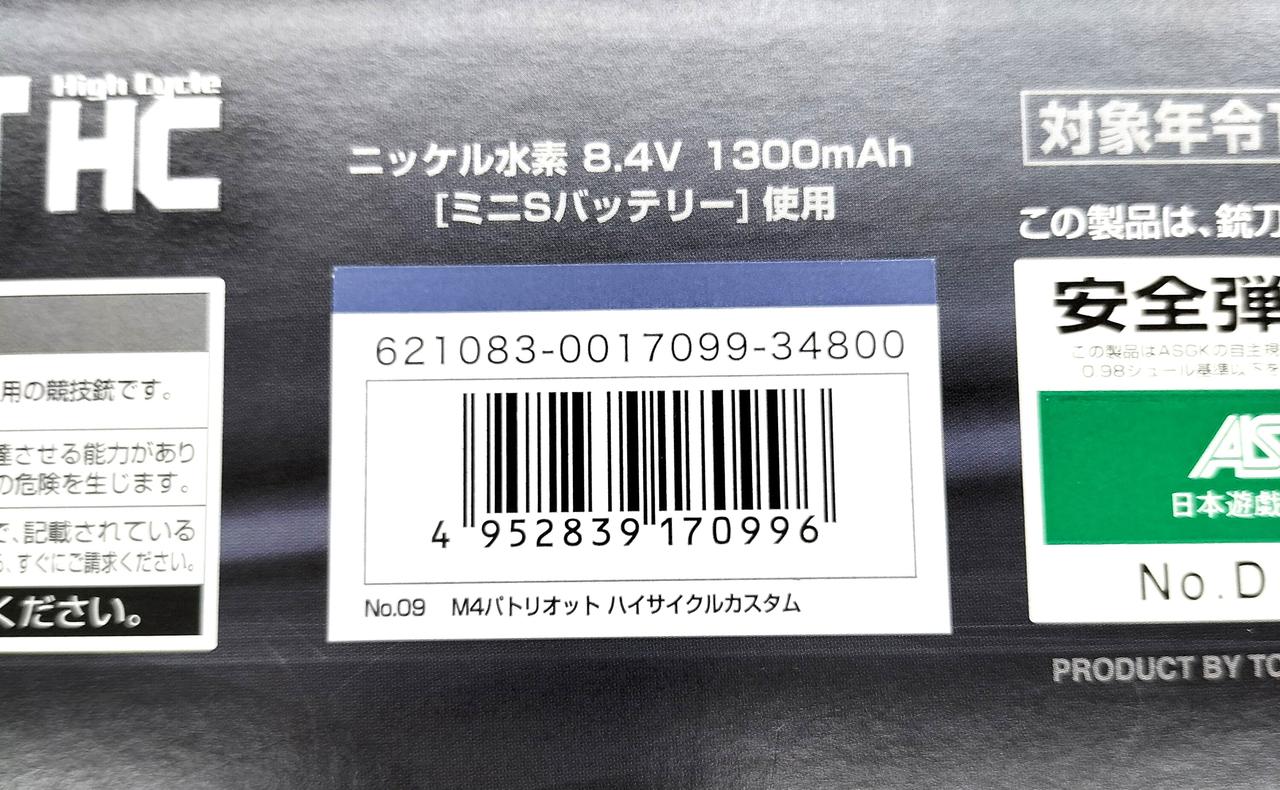 High Cycle
HC
ニッケル水素 8.4V 1300mAh
[ミニSバッテリー] 使用
用の競技銃です。
達させる能力があり
の危険を生じます。
で、記載されている
、すぐにご請求ください。
ください。
621083-0017099-34800
4 952839 170996
No.09 M4パトリオット ハイサイクルカスタム
対象年令
この製品は、銃刀
安全弾
この製品はASGKの自主規
0.98ジュール基準以下を
日本遊戯
No.D
PRODUCT BY TO